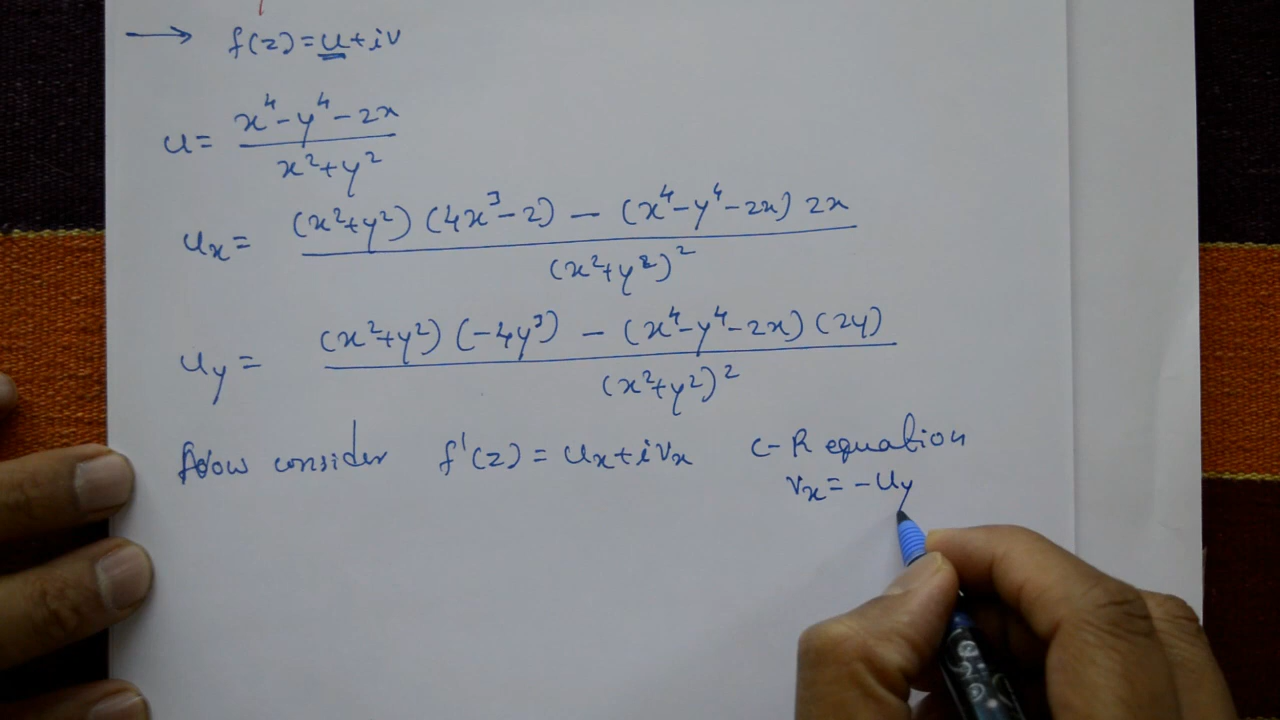 → f(z)=u+iv
u= x⁴-y⁴-2x / x²+y²
uₓ= (x²+y²)(4x³-2) - (x⁴-y⁴-2x) 2x / (x²+y²)²
u_y= (x²+y²)(-4y³) - (x⁴-y⁴-2x)(2y) / (x²+y²)²
Now consider f'(z)= uₓ+ivₓ C-R equation
vₓ= -u_y